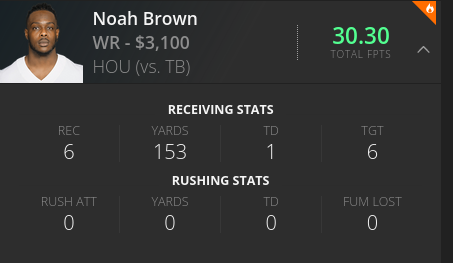 Noah Brown
WR - $3,100
HOU (vs. TB)
30.30
TOTAL FPTS
RECEIVING STATS
REC YARDS TD TGT
6 153 1 6
RUSHING STATS
RUSH ATT YARDS TD FUM LOST
0 0 0 0